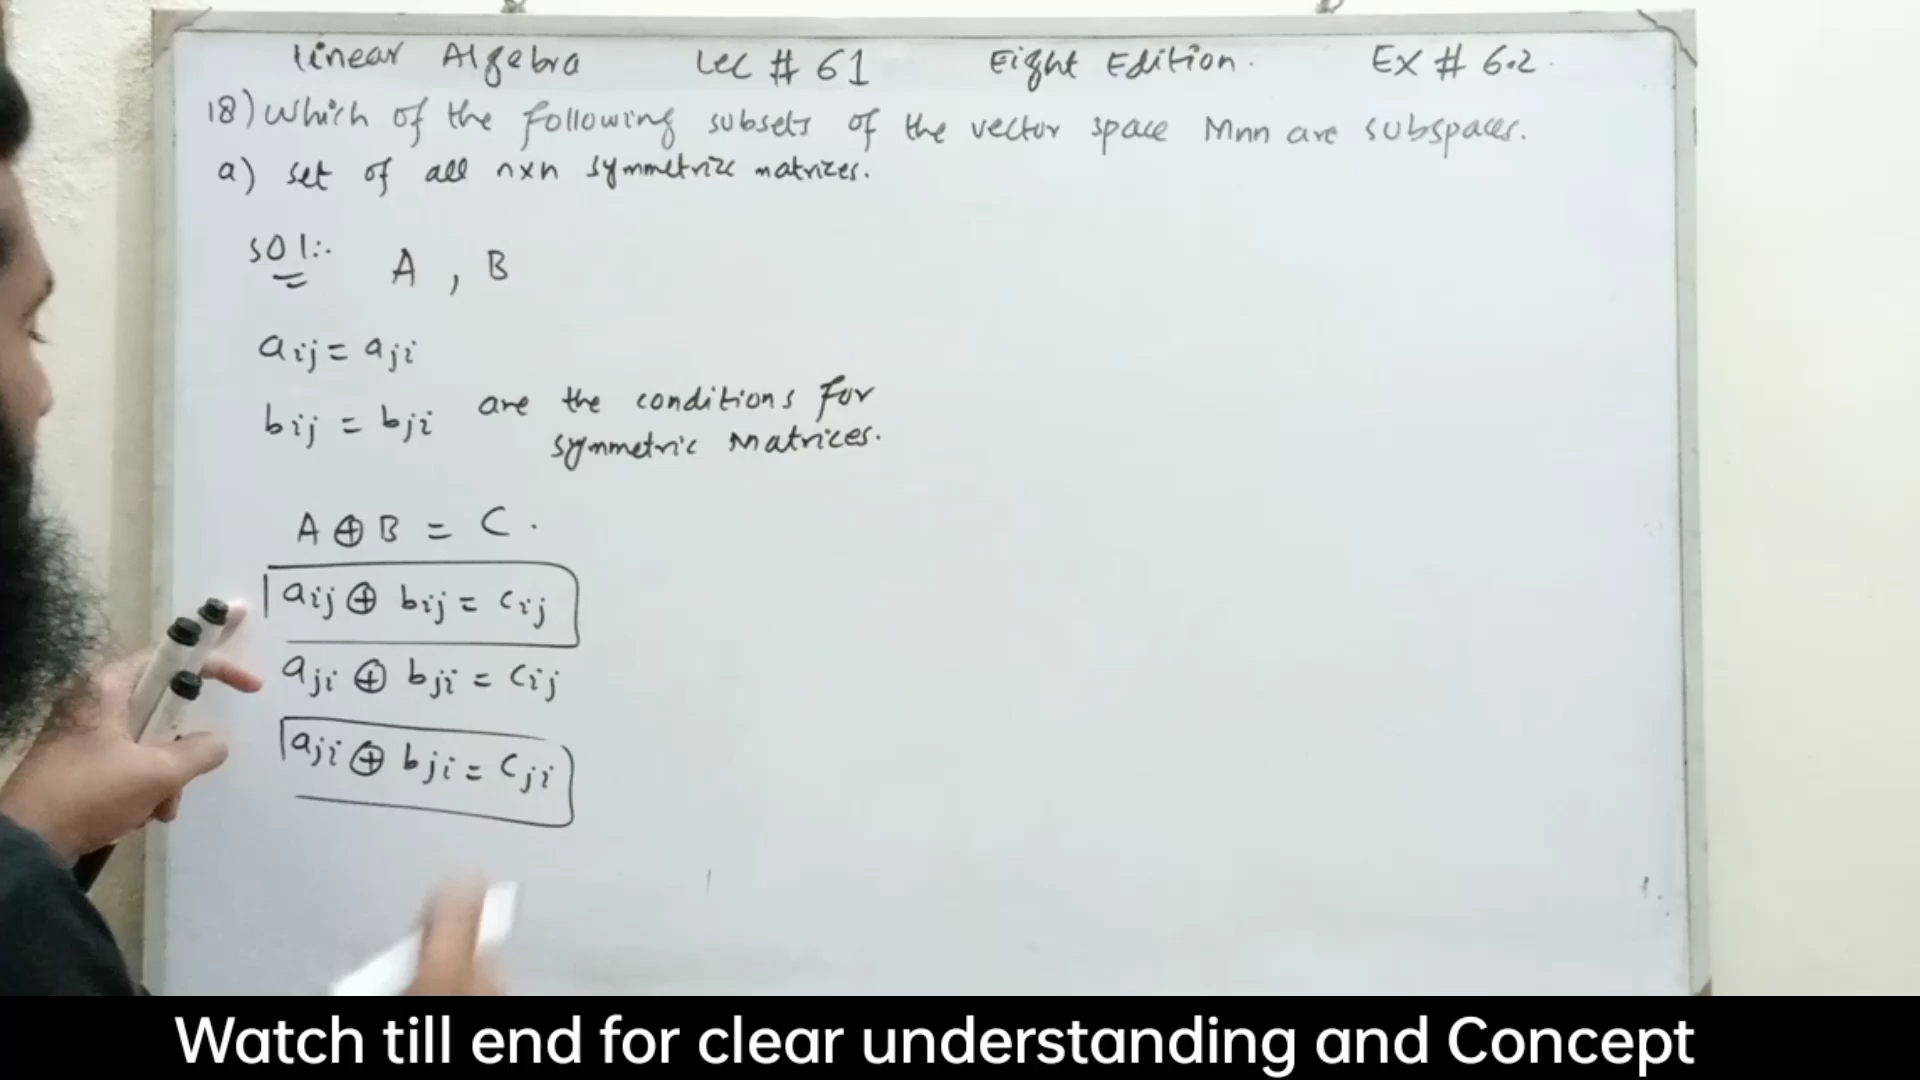 Linear Algebra Lec # 61 Eight Edition. Ex # 6.2.
18) Which of the following subsets of the vector space Mnn are subspaces.
a) set of all nxn symmetric matrices.
SOl:. A , B
aij = aji
bij = bji are the conditions for
symmetric Matrices.
A ⊕ B = C.
aij ⊕ bij = cij
aji ⊕ bji = cij
aji ⊕ bji = cji
Watch till end for clear understanding and Concept